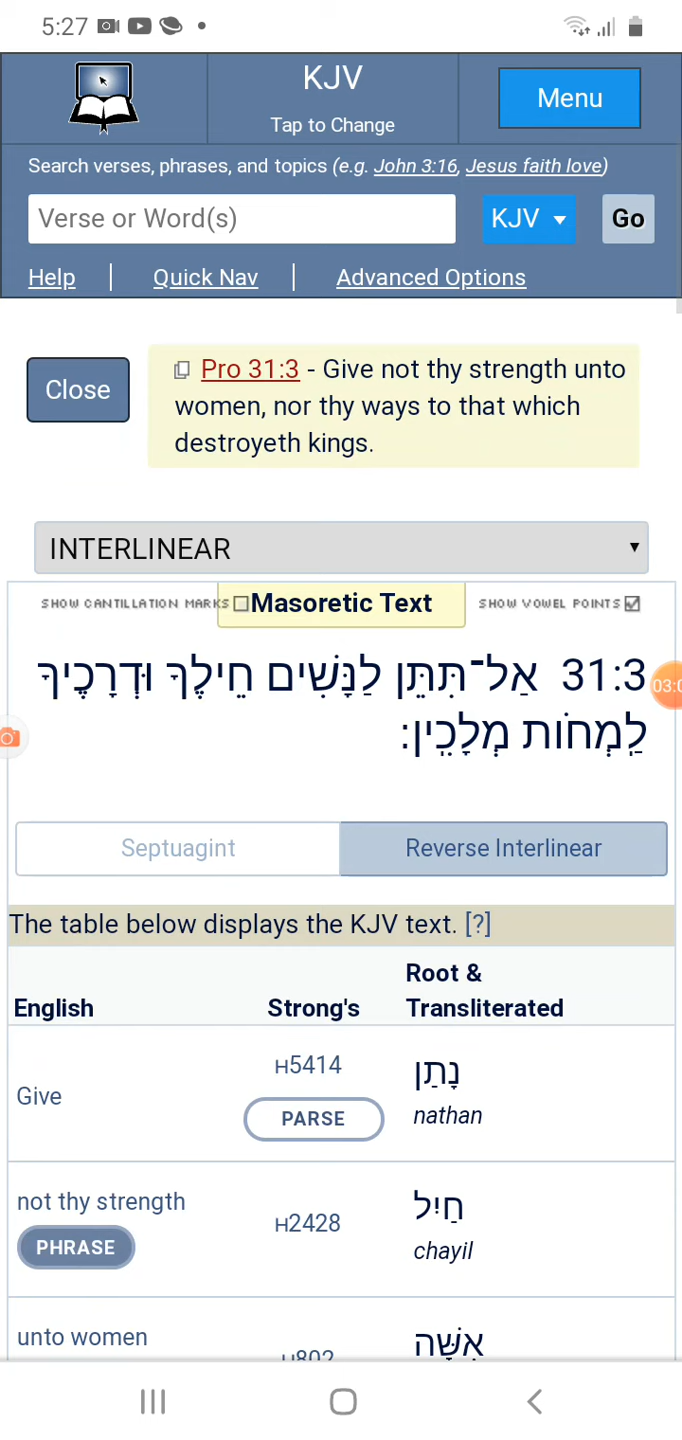 5:27
KJV
Tap to Change
Menu
Search verses, phrases, and topics (e.g. John 3:16, Jesus faith love)
Verse or Word(s)
KJV
Go
Help | Quick Nav | Advanced Options
Close
Pro 31:3 - Give not thy strength unto
women, nor thy ways to that which
destroyeth kings.
INTERLINEAR
SHOW CANTILLATION MARKS
Masoretic Text
SHOW VOWEL POINTS
31:3 אַל־תִּתֵּן לַנָּשִׁים חֵילֶךָ וּדְרָכֶיךָ
לַמְחוֹת מְלָכִין׃
Septuagint
Reverse Interlinear
The table below displays the KJV text. [?]
English
Strong's
Root &
Transliterated
Give
H5414
PARSE
נָתַן
nathan
not thy strength
PHRASE
H2428
חַיִל
chayil
unto women
H802
אִשָּׁה